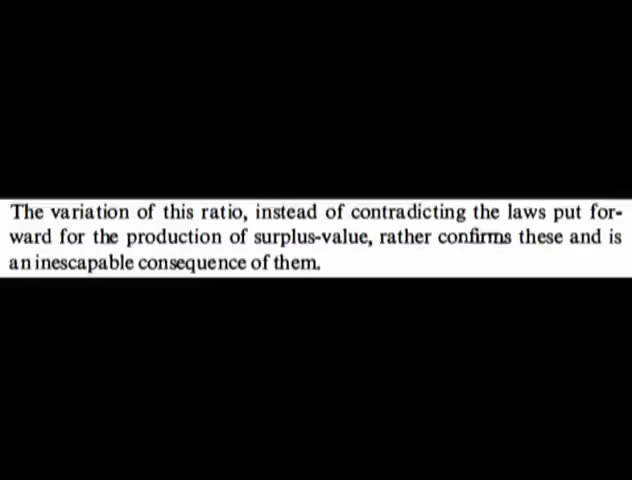 The variation of this ratio, instead of contradicting the laws put for-
ward for the production of surplus-value, rather confirms these and is
an inescapable consequence of them.